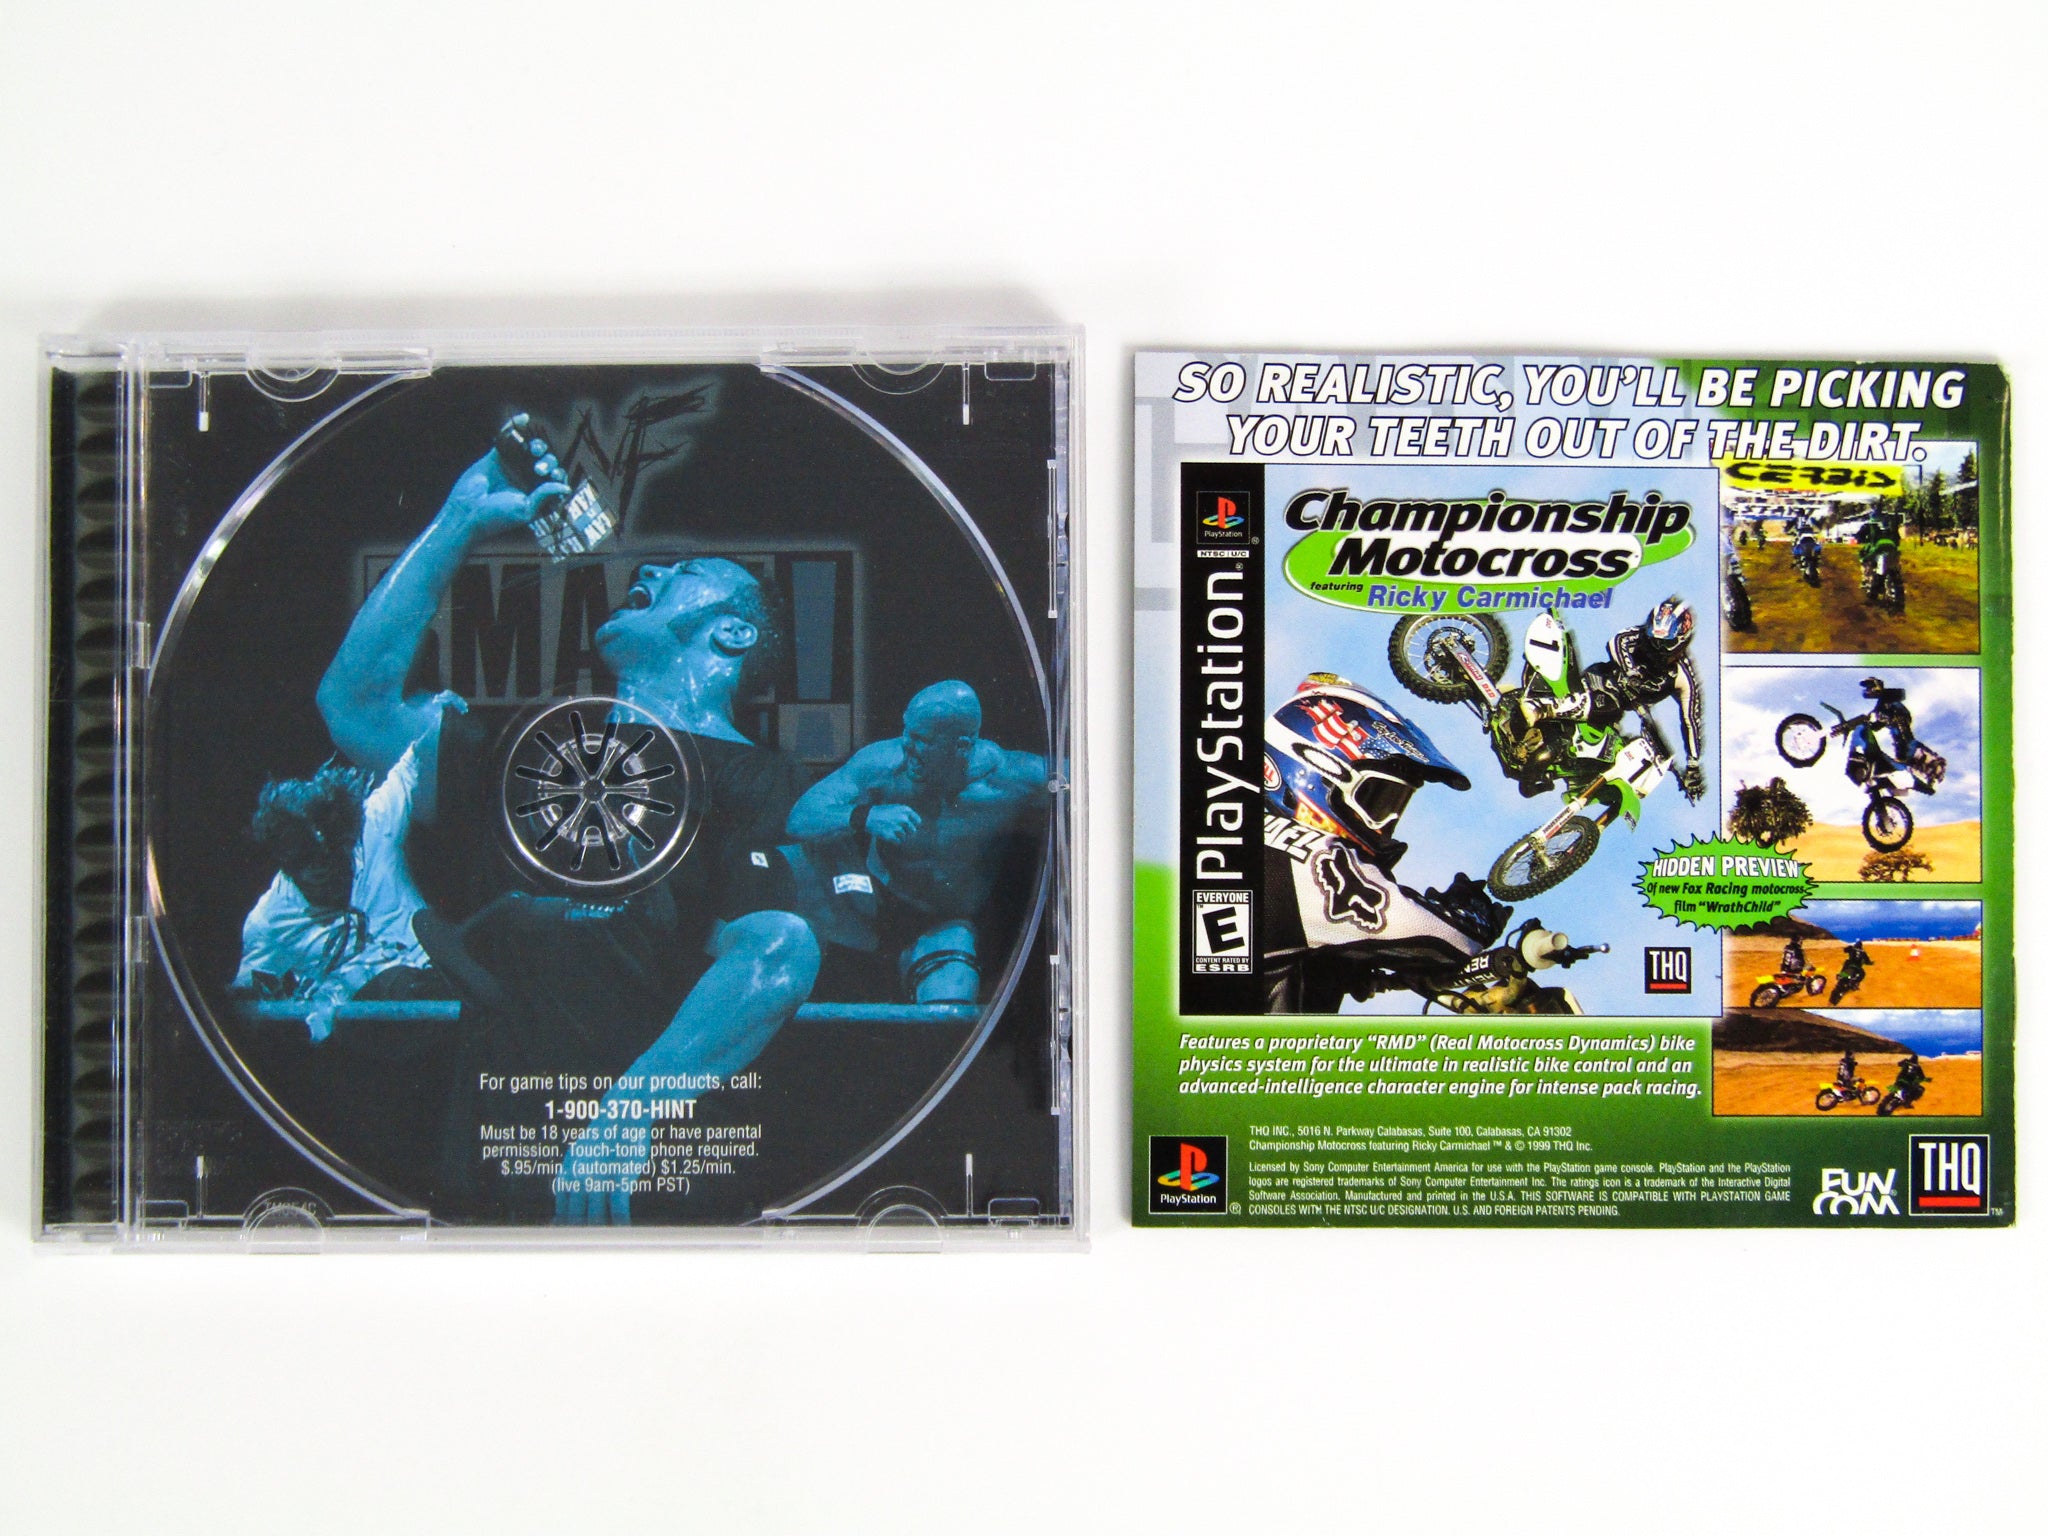 WF
SMAC !
For game tips on our products, call:
1-900-370-HINT
Must be 18 years of age or have parental
permission. Touch-tone phone required.
$.95/min. (automated) $1.25/min.
(live 9am-5pm PST)
SO REALISTIC, YOU'LL BE PICKING
YOUR TEETH OUT OF THE DIRT.
CERBIS
PlayStation
NTSC U/C
PlayStation
Championship
Motocross
featuring Ricky Carmichael
1
1
BELL
HIDDEN PREVIEW
Of new Fox Racing motocross
film "WrathChild"
EVERYONE
E
CONTENT RATED BY
ESRB
THQ
Features a proprietary "RMD" (Real Motocross Dynamics) bike
physics system for the ultimate in realistic bike control and an
advanced-intelligence character engine for intense pack racing.
THQ INC., 5016 N. Parkway Calabasas, Suite 100, Calabasas, CA 91302
Championship Motocross featuring Ricky Carmichael ™ & © 1999 THQ Inc.
Licensed by Sony Computer Entertainment America for use with the PlayStation game console. PlayStation and the PlayStation
logos are registered trademarks of Sony Computer Entertainment Inc. The ratings icon is a trademark of the Interactive Digital
Software Association. Manufactured and printed in the U.S.A. THIS SOFTWARE IS COMPATIBLE WITH PLAYSTATION GAME
CONSOLES WITH THE NTSC U/C DESIGNATION. U.S. AND FOREIGN PATENTS PENDING.
PlayStation
®
FUNCOM
THQ
™